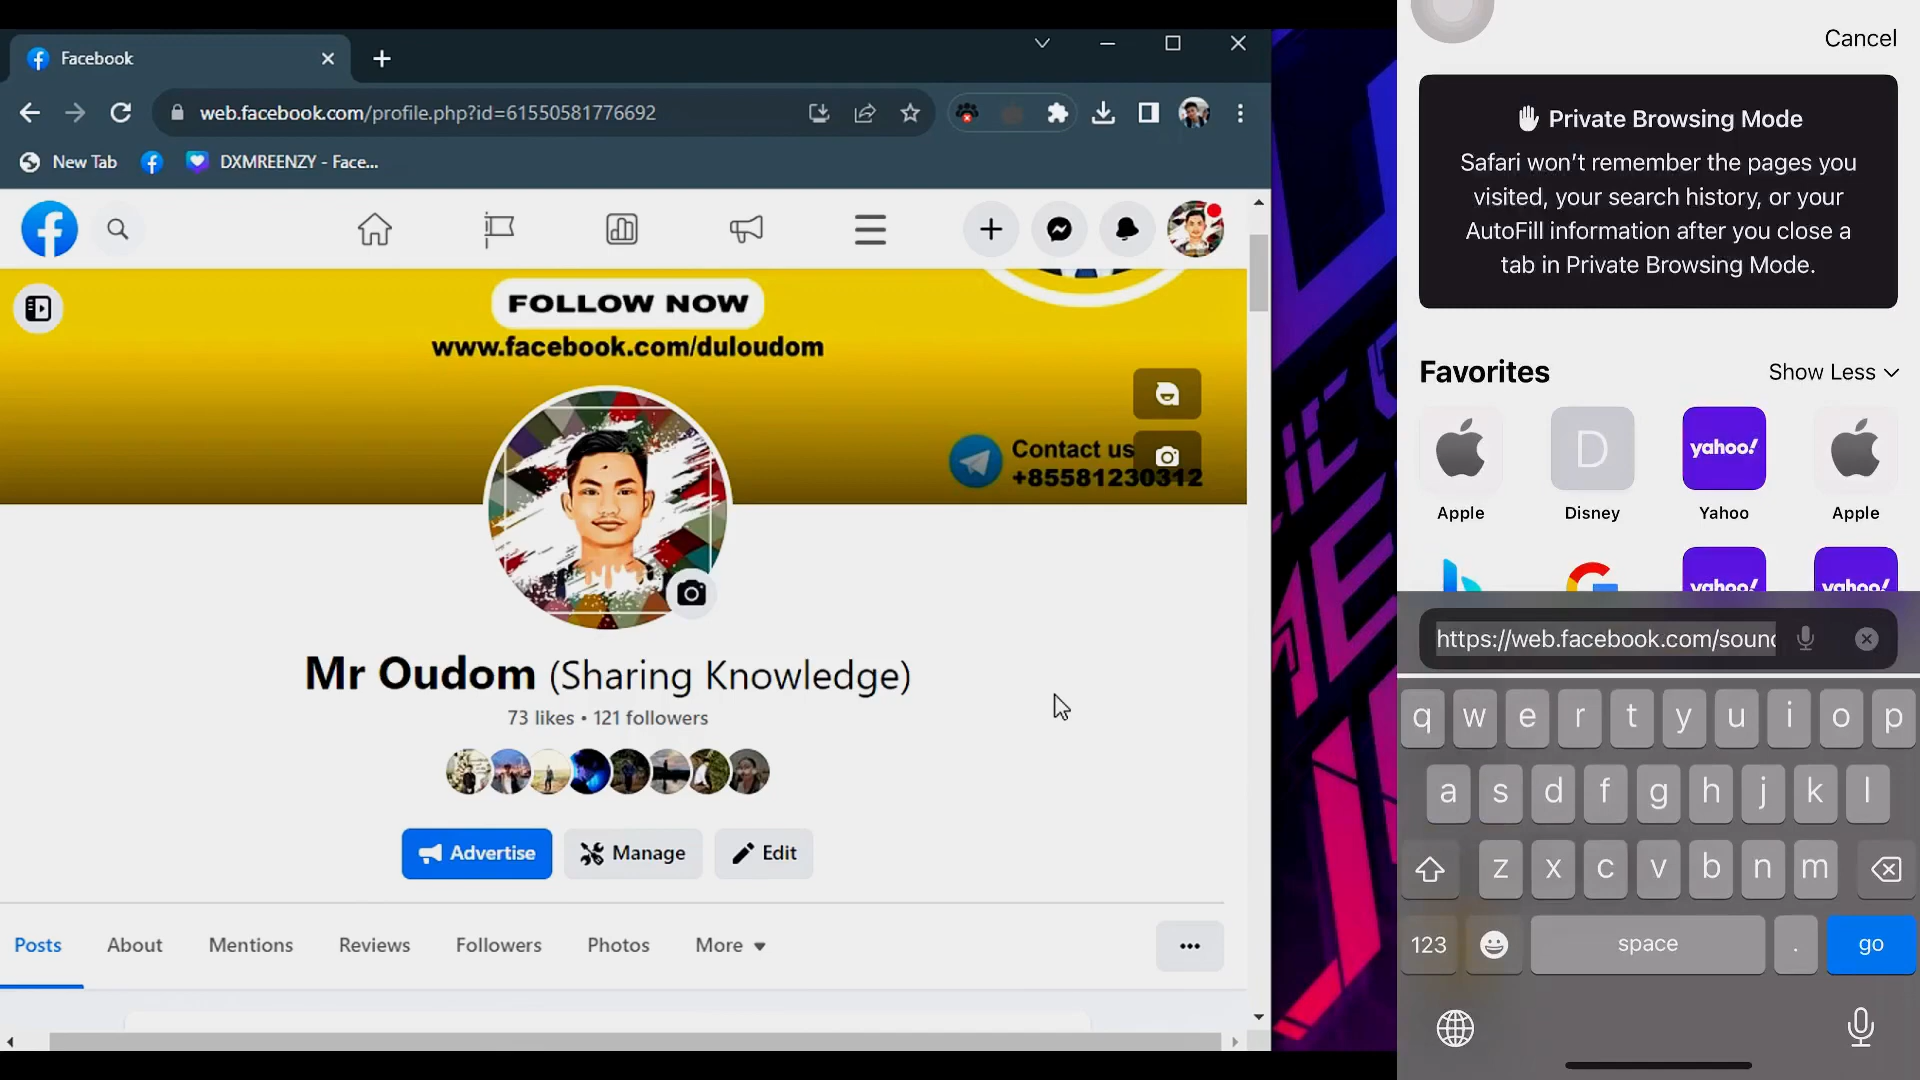 Facebook
web.facebook.com/profile.php?id=61550581776692
New Tab
DXMREENZY - Face...
FOLLOW NOW
www.facebook.com/duloudom
Contact us
+85581230312
Mr Oudom (Sharing Knowledge)
73 likes • 121 followers
Advertise
Manage
Edit
Posts
About
Mentions
Reviews
Followers
Photos
More
Cancel
Private Browsing Mode
Safari won’t remember the pages you
visited, your search history, or your
AutoFill information after you close a
tab in Private Browsing Mode.
Favorites
Show Less
D
yahoo!
Apple
Disney
Yahoo
Apple
yahoo!
yahoo!
https://web.facebook.com/sound
q w e r t y u i o p
a s d f g h j k l
z x c v b n m
123
space
.
go